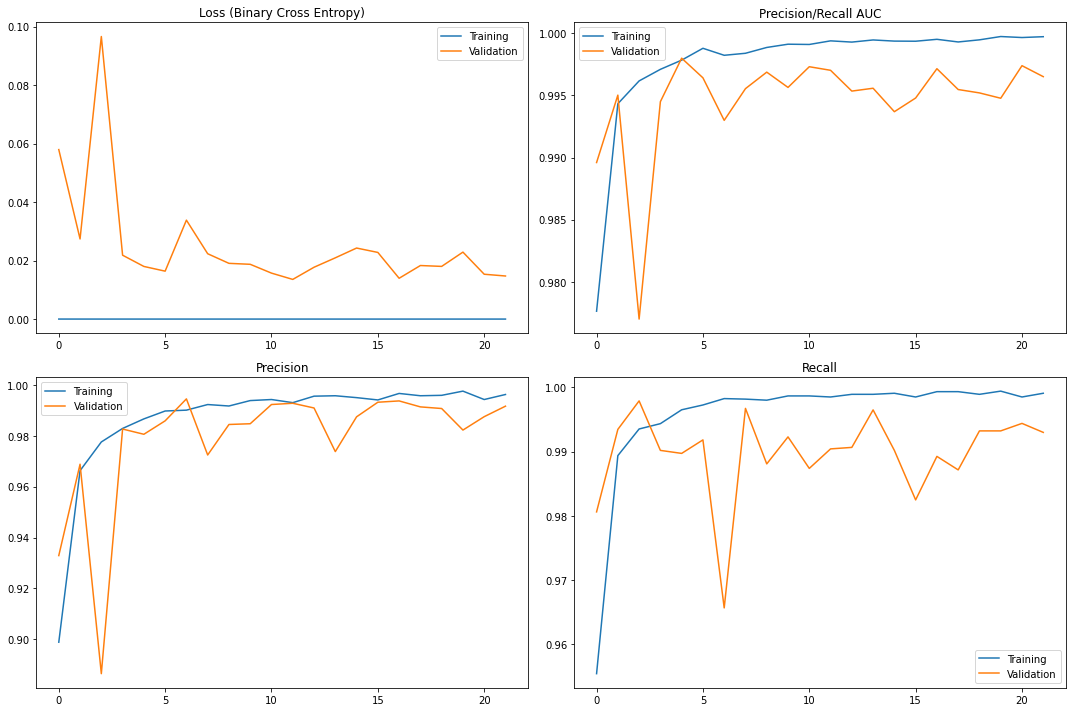 Loss (Binary Cross Entropy)
0.10
0.08
0.06
0.04
0.02
0.00
0 5 10 15 20
Training
Validation
Precision/Recall AUC
1.000
0.995
0.990
0.985
0.980
0 5 10 15 20
Training
Validation
Precision
1.00
0.98
0.96
0.94
0.92
0.90
0 5 10 15 20
Training
Validation
Recall
1.00
0.99
0.98
0.97
0.96
0 5 10 15 20
Training
Validation